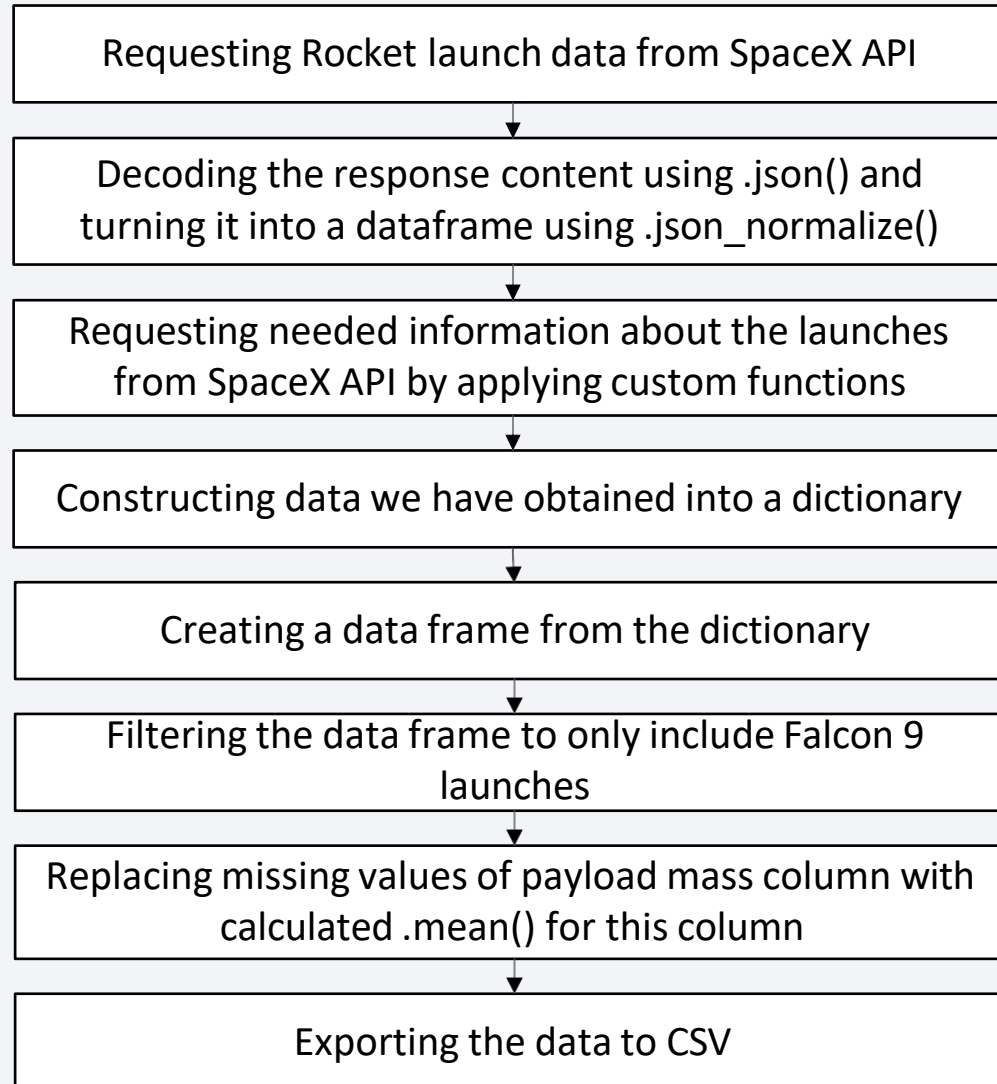 Requesting Rocket launch data from SpaceX API
Decoding the response content using .json() and
turning it into a dataframe using .json_normalize()
Requesting needed information about the launches
from SpaceX API by applying custom functions
Constructing data we have obtained into a dictionary
Creating a data frame from the dictionary
Filtering the data frame to only include Falcon 9
launches
Replacing missing values of payload mass column with
calculated .mean() for this column
Exporting the data to CSV